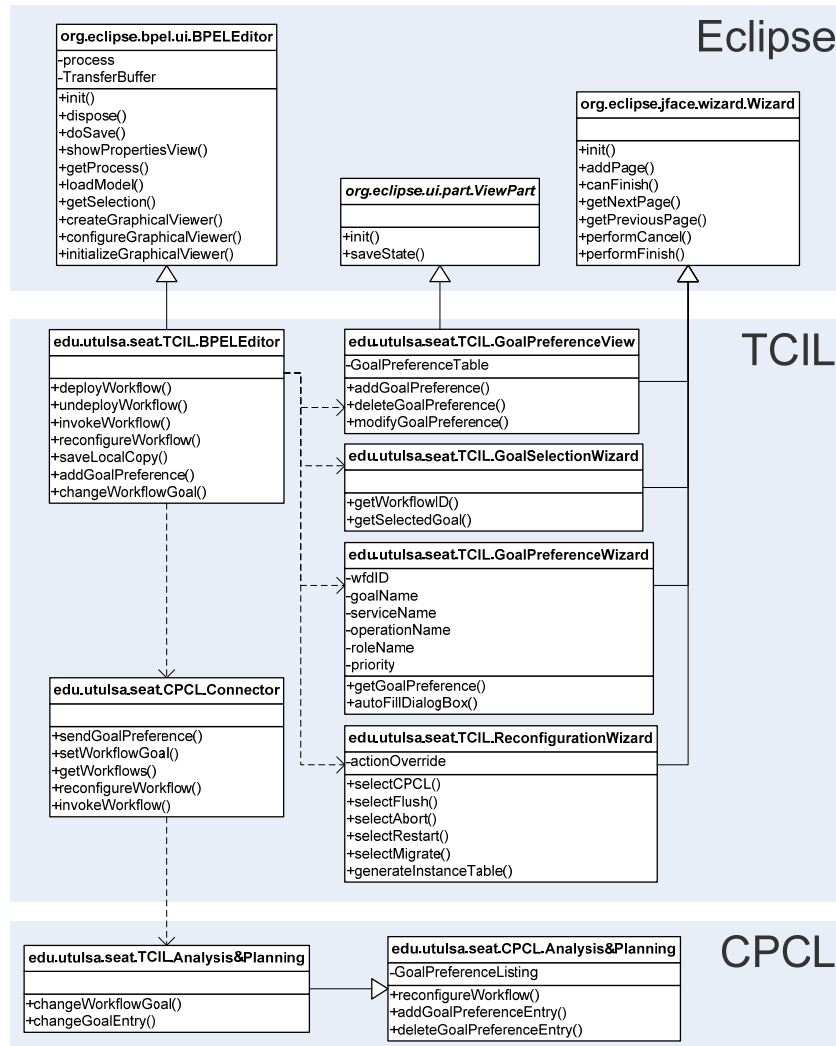 Eclipse
org.eclipse.bpel.ui.BPELEditor
-process
-TransferBuffer
+init()
+dispose()
+doSave()
+showPropertiesView()
+getProcess()
+loadModel()
+getSelection()
+createGraphicalViewer()
+configureGraphicalViewer()
+initializeGraphicalViewer()
org.eclipse.ui.part.ViewPart
+init()
+saveState()
org.eclipse.jface.wizard.Wizard
+init()
+addPage()
+canFinish()
+getNextPage()
+getPreviousPage()
+performCancel()
+performFinish()
TCIL
edu.utulsa.seat.TCIL.BPELEditor
+deployWorkflow()
+undeployWorkflow()
+invokeWorkflow()
+reconfigureWorkflow()
+saveLocalCopy()
+addGoalPreference()
+changeWorkflowGoal()
edu.utulsa.seat.TCIL.GoalPreferenceView
-GoalPreferenceTable
+addGoalPreference()
+deleteGoalPreference()
+modifyGoalPreference()
edu.utulsa.seat.TCIL.GoalSelectionWizard
+getWorkflowID()
+getSelectedGoal()
edu.utulsa.seat.TCIL.GoalPreferenceWizard
-wfdID
-goalName
-serviceName
-operationName
-roleName
-priority
+getGoalPreference()
+autoFillDialogBox()
edu.utulsa.seat.CPCL.Connector
+sendGoalPreference()
+setWorkflowGoal()
+getWorkflows()
+reconfigureWorkflow()
+invokeWorkflow()
edu.utulsa.seat.TCIL.ReconfigurationWizard
-actionOverride
+selectCPCL()
+selectFlush()
+selectAbort()
+selectRestart()
+selectMigrate()
+generateInstanceTable()
CPCL
edu.utulsa.seat.TCIL.Analysis&Planning
+changeWorkflowGoal()
+changeGoalEntry()
edu.utulsa.seat.CPCL.Analysis&Planning
-GoalPreferenceListing
+reconfigureWorkflow()
+addGoalPreferenceEntry()
+deleteGoalPreferenceEntry()